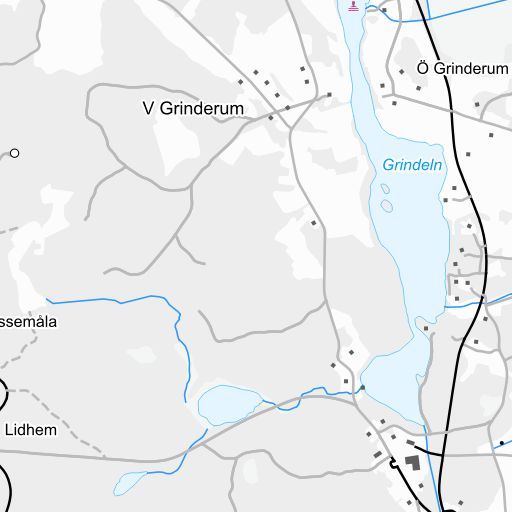 Ö Grinderum
V Grinderum
Grindeln
ssemåla
Lidhem